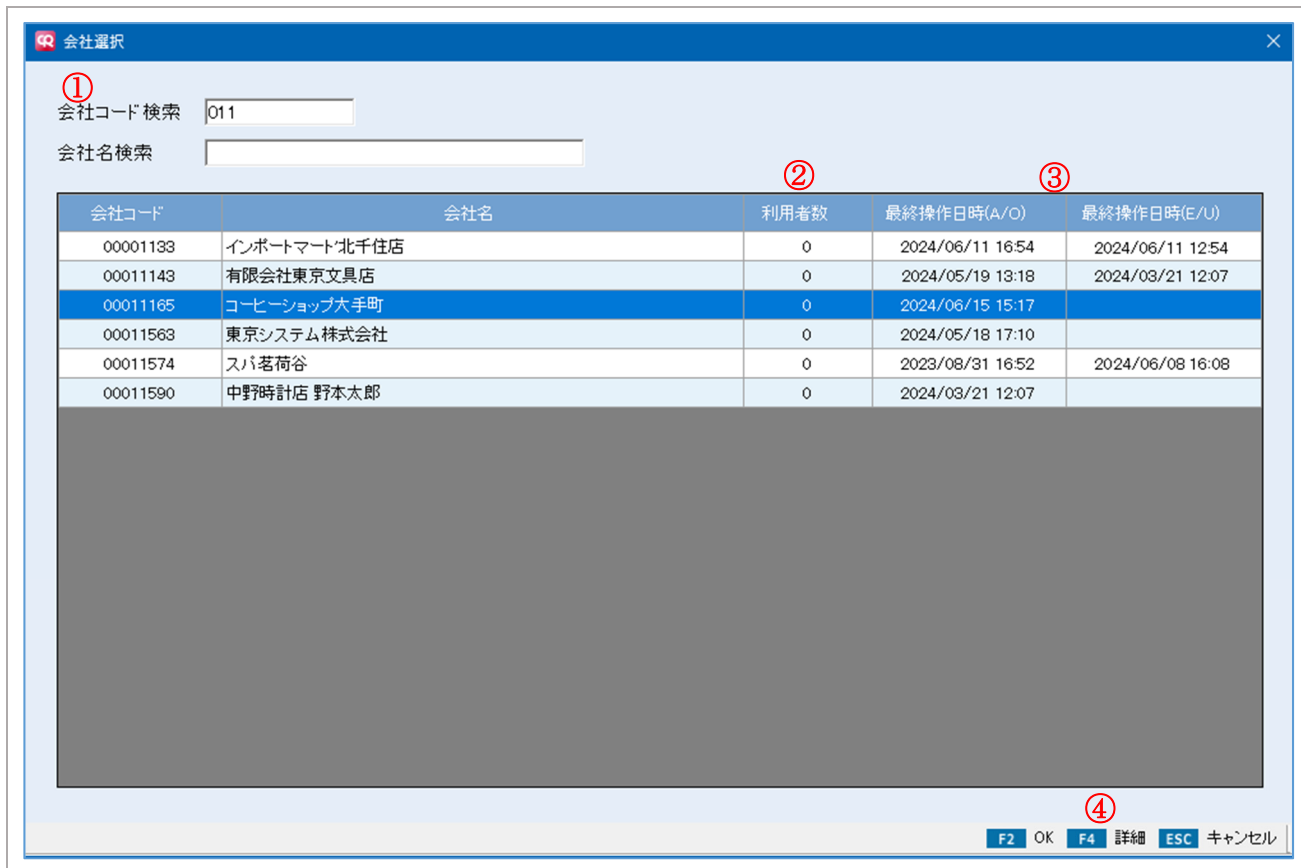 会社選択
①
会社コード検索 011
会社名検索
② ③
会社コード 会社名 利用者数 最終操作日時(A/O) 最終操作日時(E/U)
00001133 インポートマート北千住店 0 2024/06/11 16:54 2024/06/11 12:54
00011143 有限会社東京文具店 0 2024/05/19 13:18 2024/03/21 12:07
00011165 コーヒーショップ大手町 0 2024/06/15 15:17
00011563 東京システム株式会社 0 2024/05/18 17:10
00011574 スパ茗荷谷 0 2023/08/31 16:52 2024/06/08 16:08
00011590 中野時計店 野本太郎 0 2024/03/21 12:07
④
F2 OK F4 詳細 ESC キャンセル